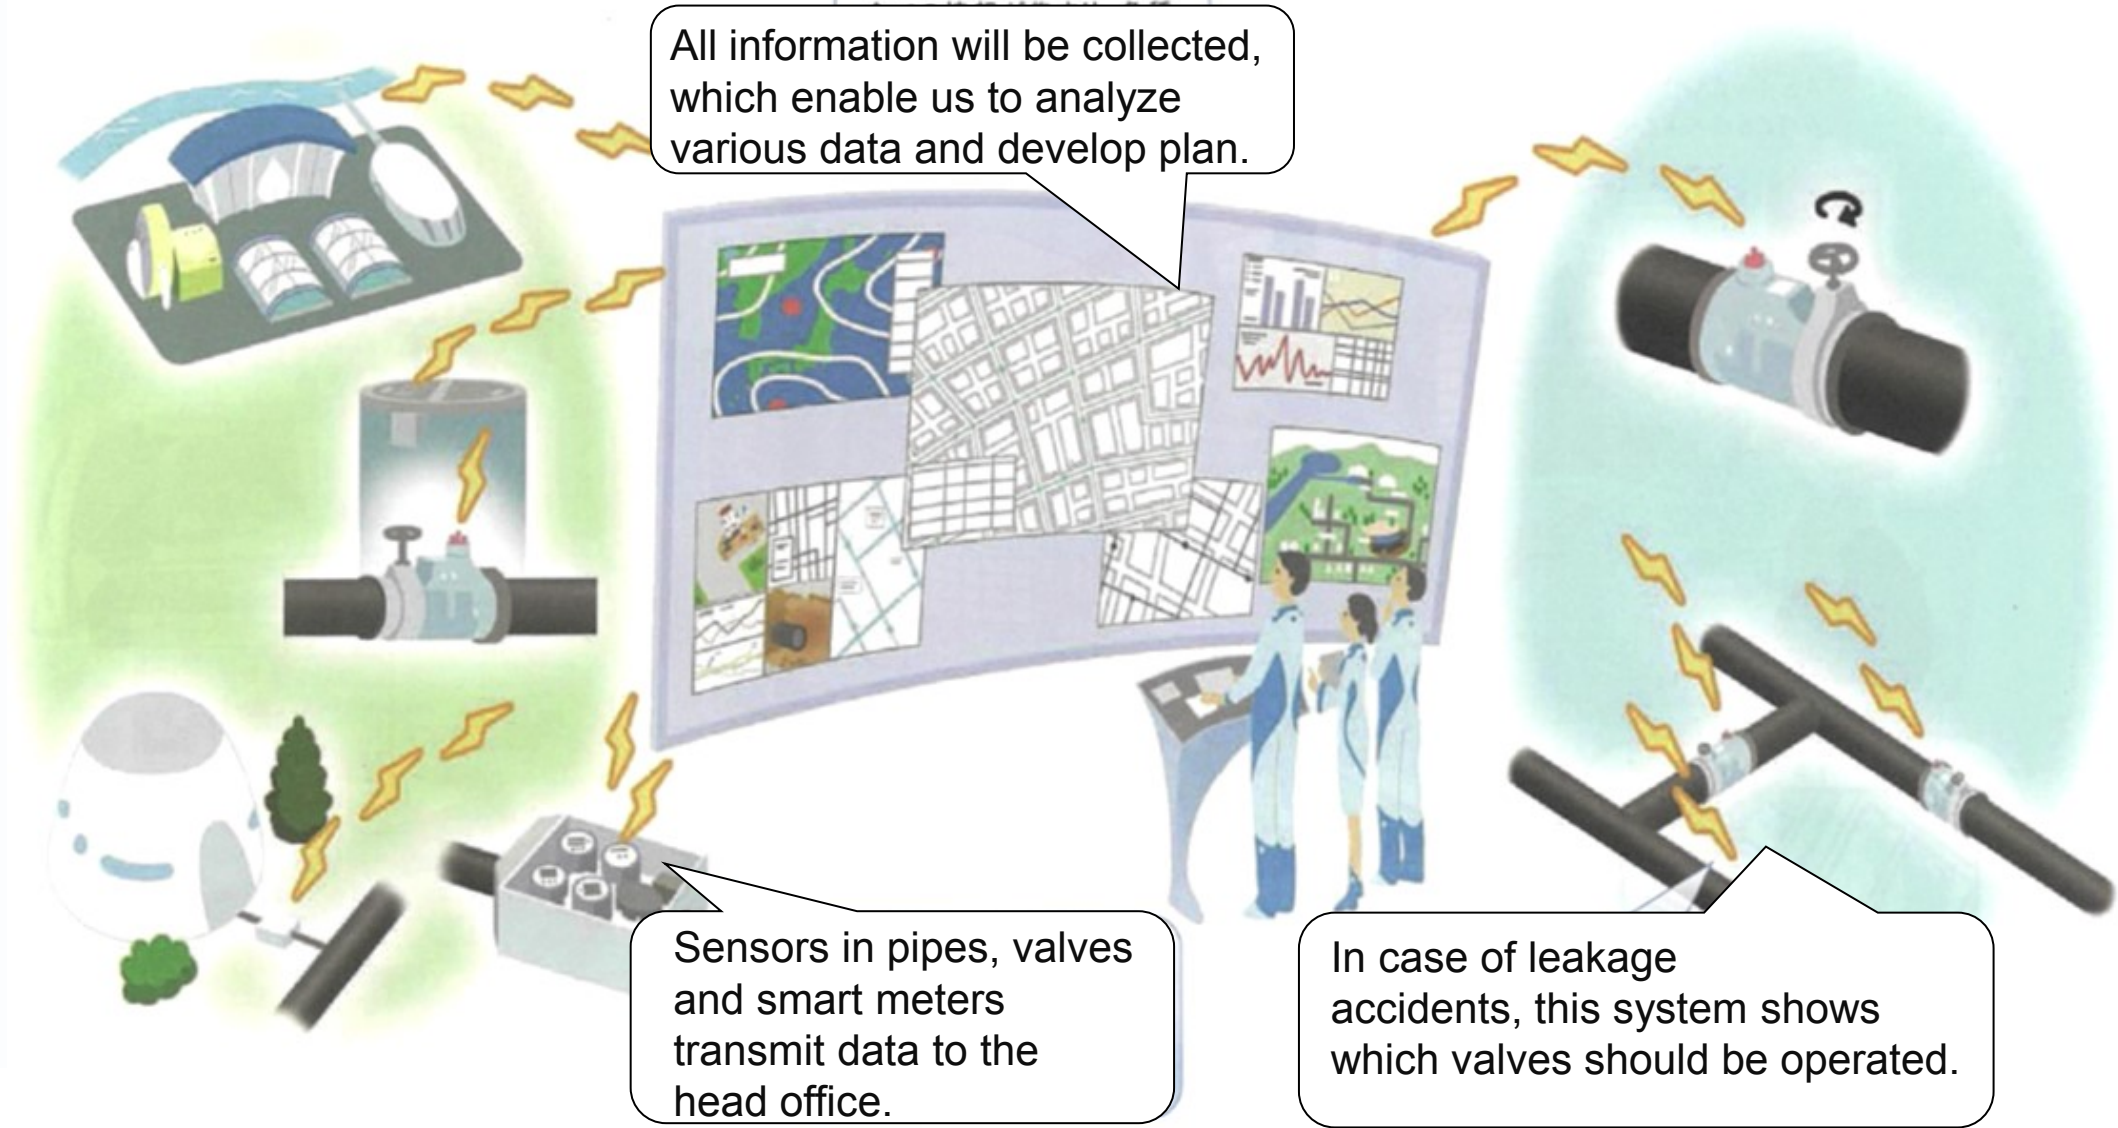 All information will be collected,
which enable us to analyze
various data and develop plan.
Sensors in pipes, valves
and smart meters
transmit data to the
head office.
In case of leakage
accidents, this system shows
which valves should be operated.